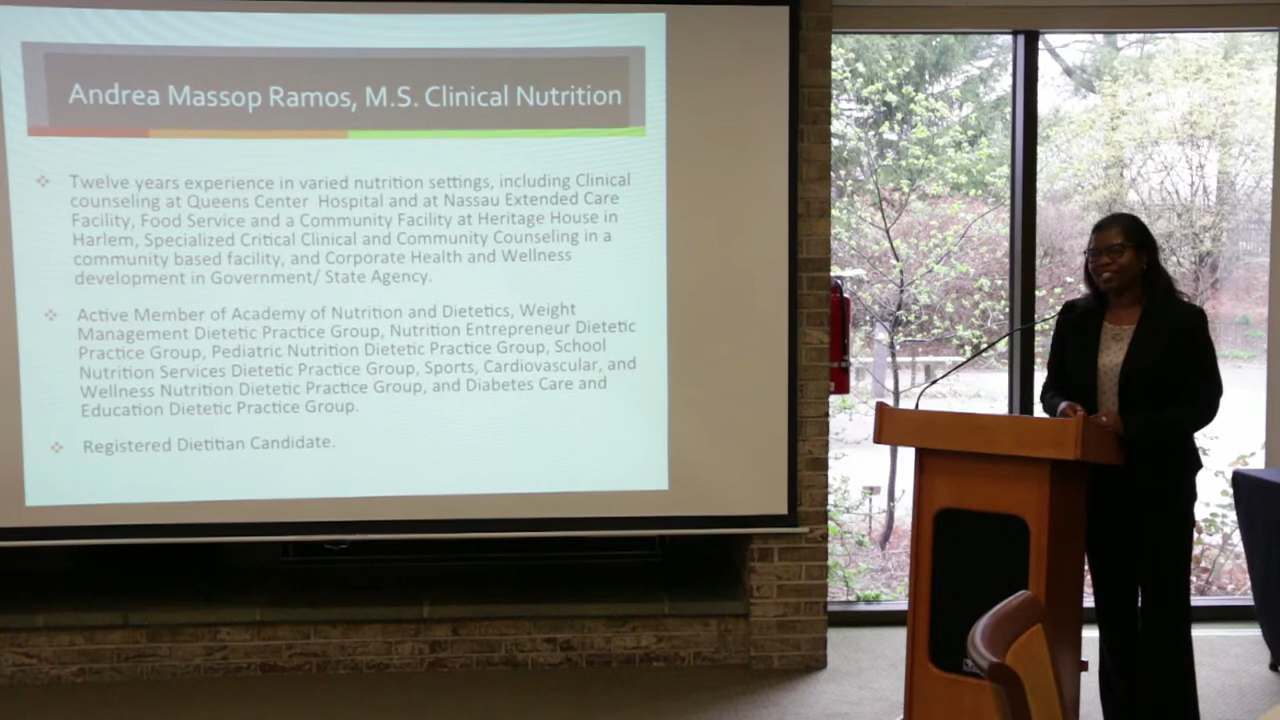 Andrea Massop Ramos, M.S. Clinical Nutrition
Twelve years experience in varied nutrition settings, including Clinical
counseling at Queens Center Hospital and at Nassau Extended Care
Facility, Food Service and a Community Facility at Heritage House in
Harlem, Specialized Critical Clinical and Community Counseling in a
community based facility, and Corporate Health and Wellness
development in Government/ State Agency.
Active Member of Academy of Nutrition and Dietetics, Weight
Management Dietetic Practice Group, Nutrition Entrepreneur Dietetic
Practice Group, Pediatric Nutrition Dietetic Practice Group, School
Nutrition Services Dietetic Practice Group, Sports, Cardiovascular, and
Wellness Nutrition Dietetic Practice Group, and Diabetes Care and
Education Dietetic Practice Group.
Registered Dietitian Candidate.